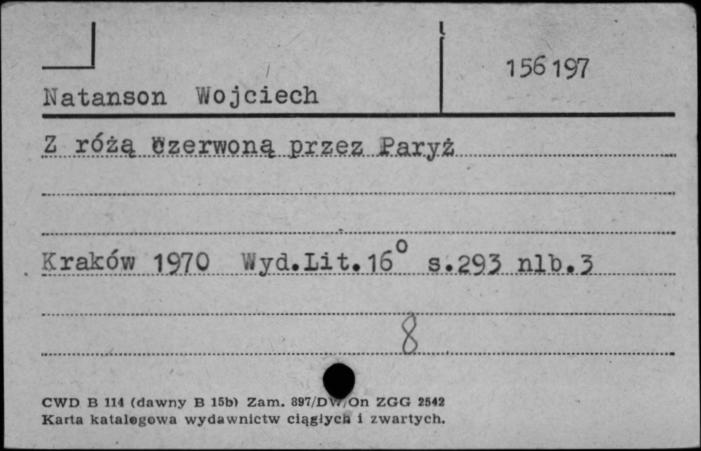 156197
Natanson Wojciech
Z różą czerwoną przez Paryż
Kraków 1970 Wyd.Lit.16° s.293 nlb.3
8
CWD B 114 (dawny B 15b) Zam. 897/DW/On ZGG 2542
Karta katalogowa wydawnictw ciągłych i zwartych.